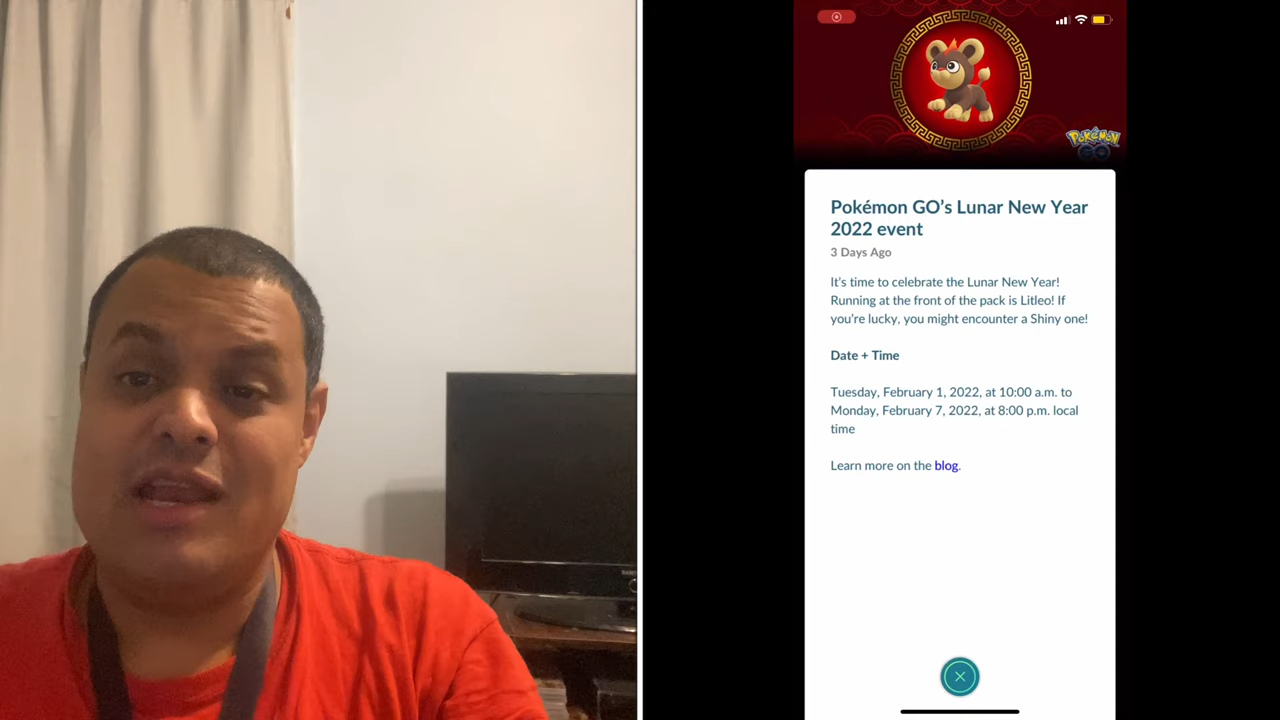 POKÉMON
GO
Pokémon GO’s Lunar New Year
2022 event
3 Days Ago
It’s time to celebrate the Lunar New Year!
Running at the front of the pack is Litleo! If
you’re lucky, you might encounter a Shiny one!
Date + Time
Tuesday, February 1, 2022, at 10:00 a.m. to
Monday, February 7, 2022, at 8:00 p.m. local
time
Learn more on the blog.